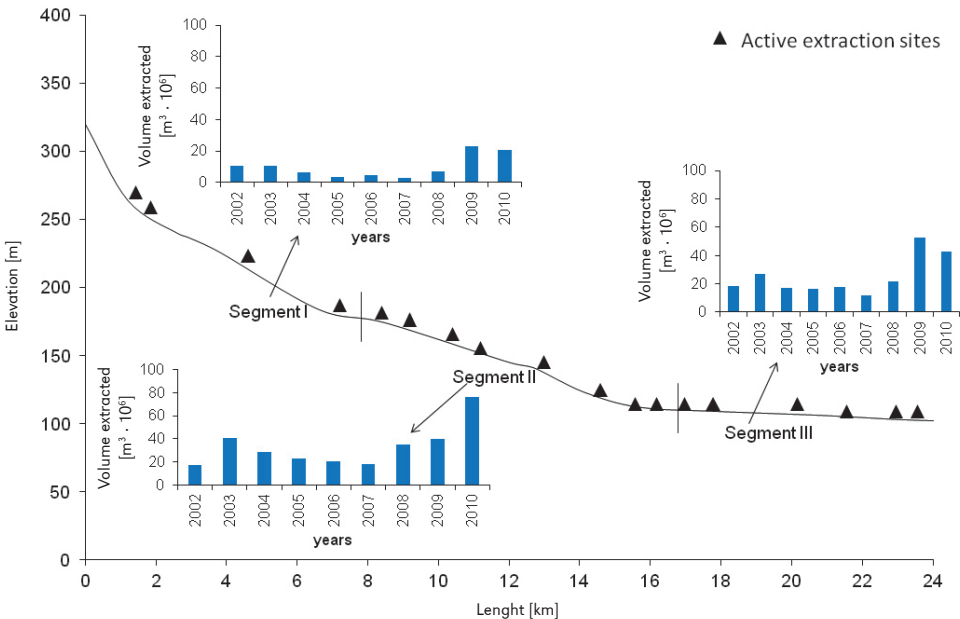 Elevation [m]
400
350
300
250
200
150
100
50
0
0 2 4 6 8 10 12 14 16 18 20 22 24
Lenght [km]
Active extraction sites
Volume extracted
[m³ · 10⁶]
100
80
60
40
20
0
2002 2003 2004 2005 2006 2007 2008 2009 2010
years
Segment I
Volume extracted
[m³ · 10⁶]
100
80
60
40
20
0
2002 2003 2004 2005 2006 2007 2008 2009 2010
years
Segment III
Segment II
Volume extracted
[m³ · 10⁶]
100
80
60
40
20
0
2002 2003 2004 2005 2006 2007 2008 2009 2010
years